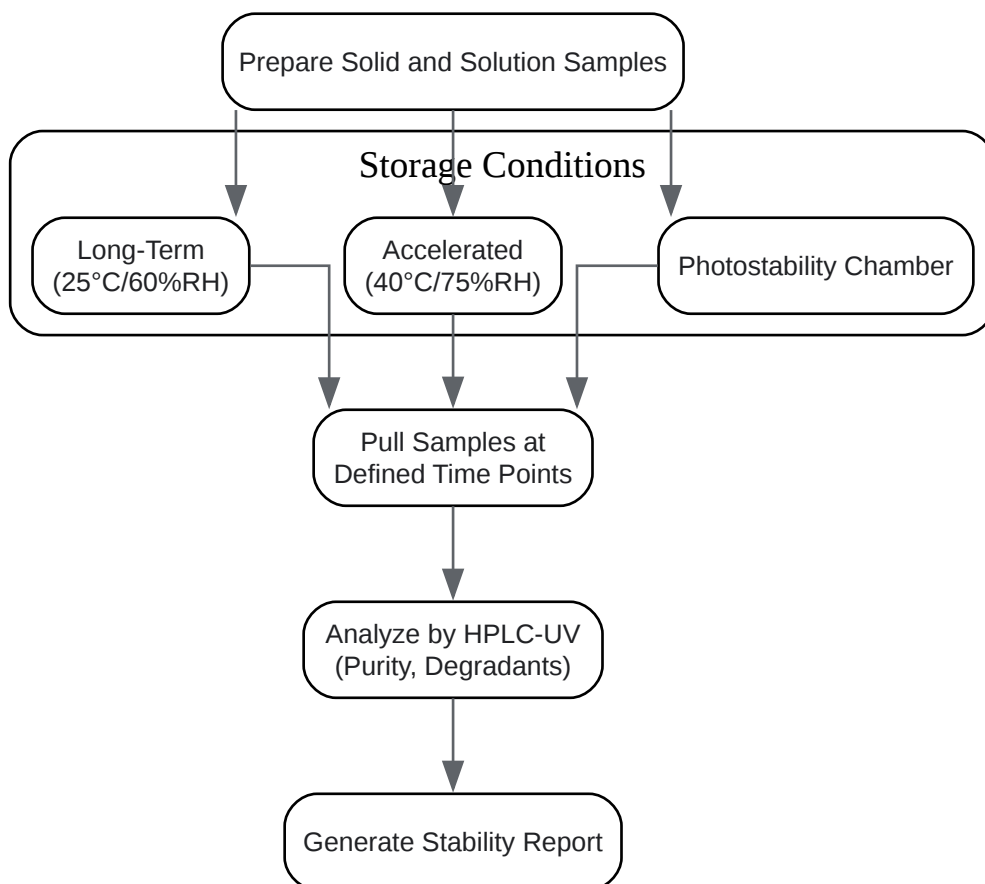 Prepare Solid and Solution Samples
Storage Conditions
Long-Term
(25°C/60%RH)
Accelerated
(40°C/75%RH)
Photostability Chamber
Pull Samples at
Defined Time Points
Analyze by HPLC-UV
(Purity, Degradants)
Generate Stability Report